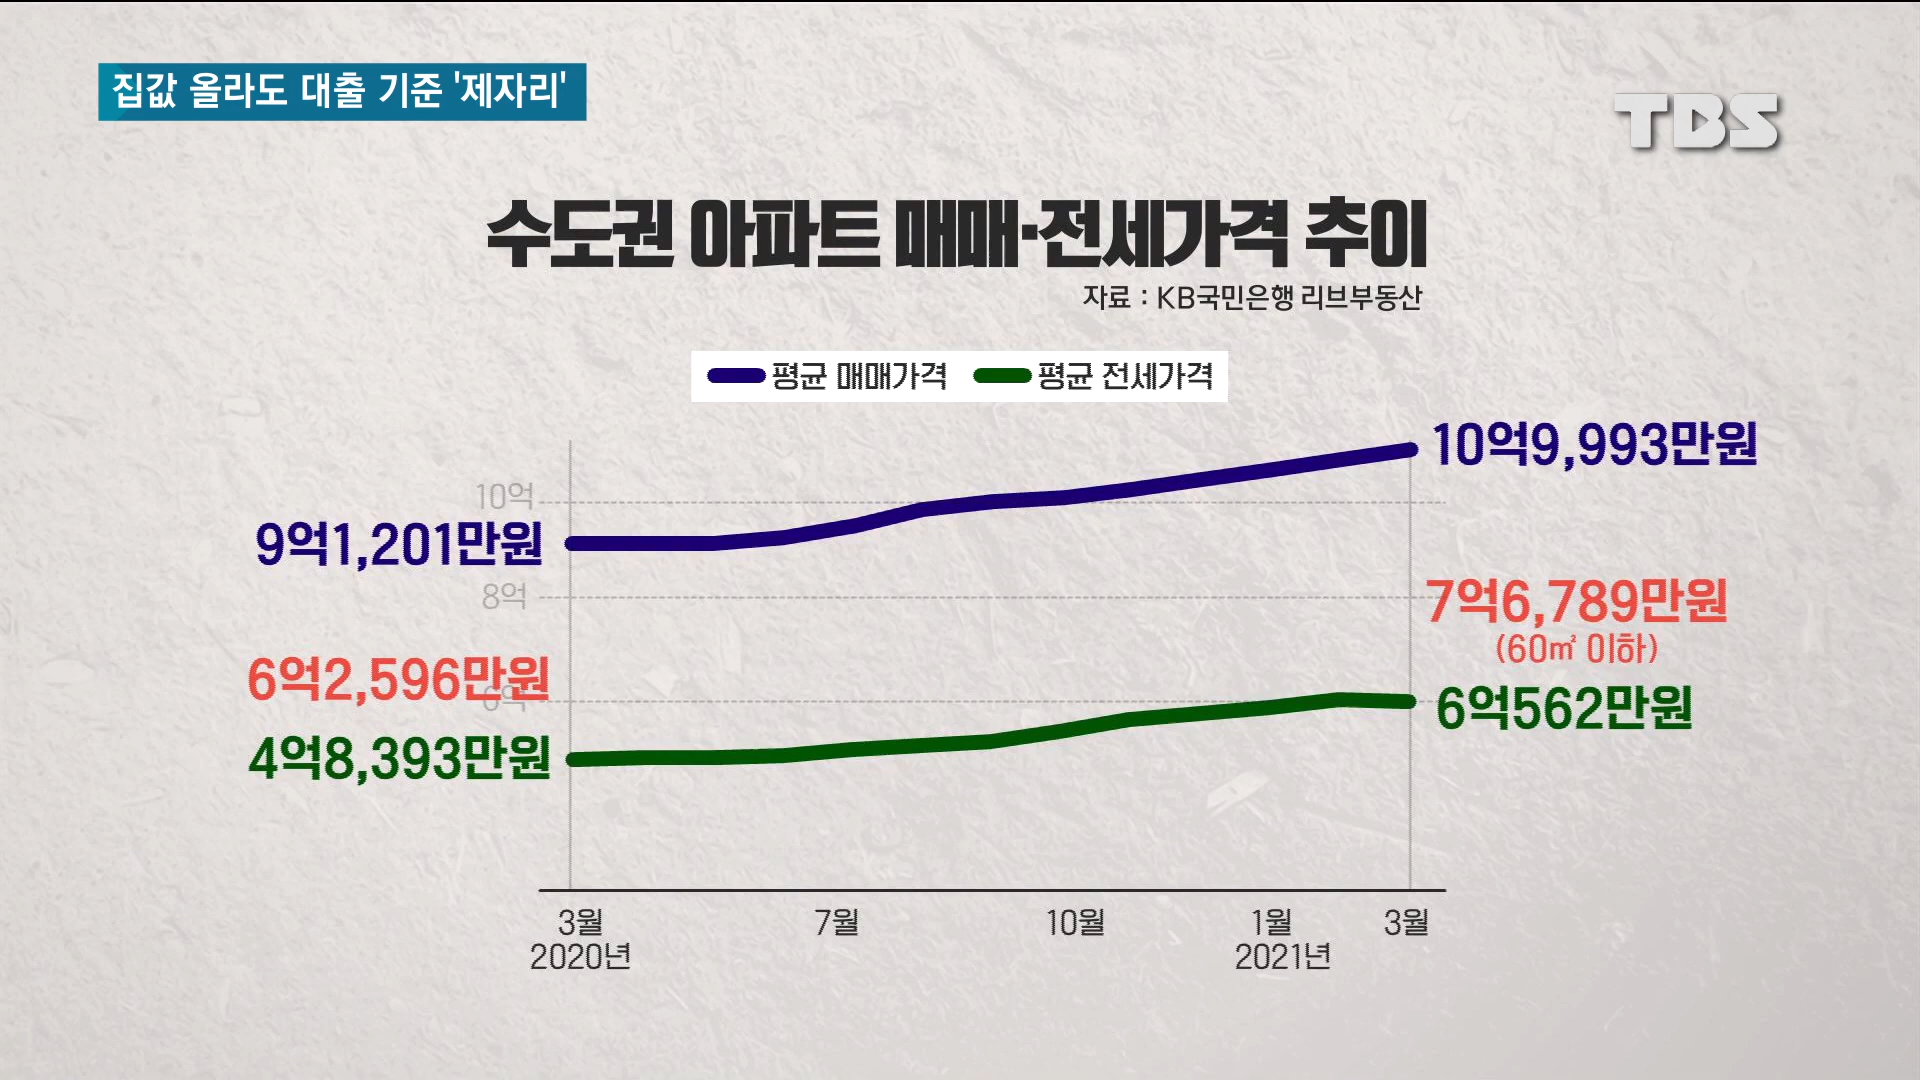 집값 올라도 대출 기준 '제자리'
TBS
수도권 아파트 매매·전세가격 추이
자료 : KB국민은행 리브부동산
평균 매매가격 평균 전세가격
10억9,993만원
10억
9억1,201만원
8억
7억6,789만원
(60㎡ 이하)
6억2,596만원
6억
6억562만원
4억8,393만원
3월 7월 10월 1월 3월
2020년 2021년